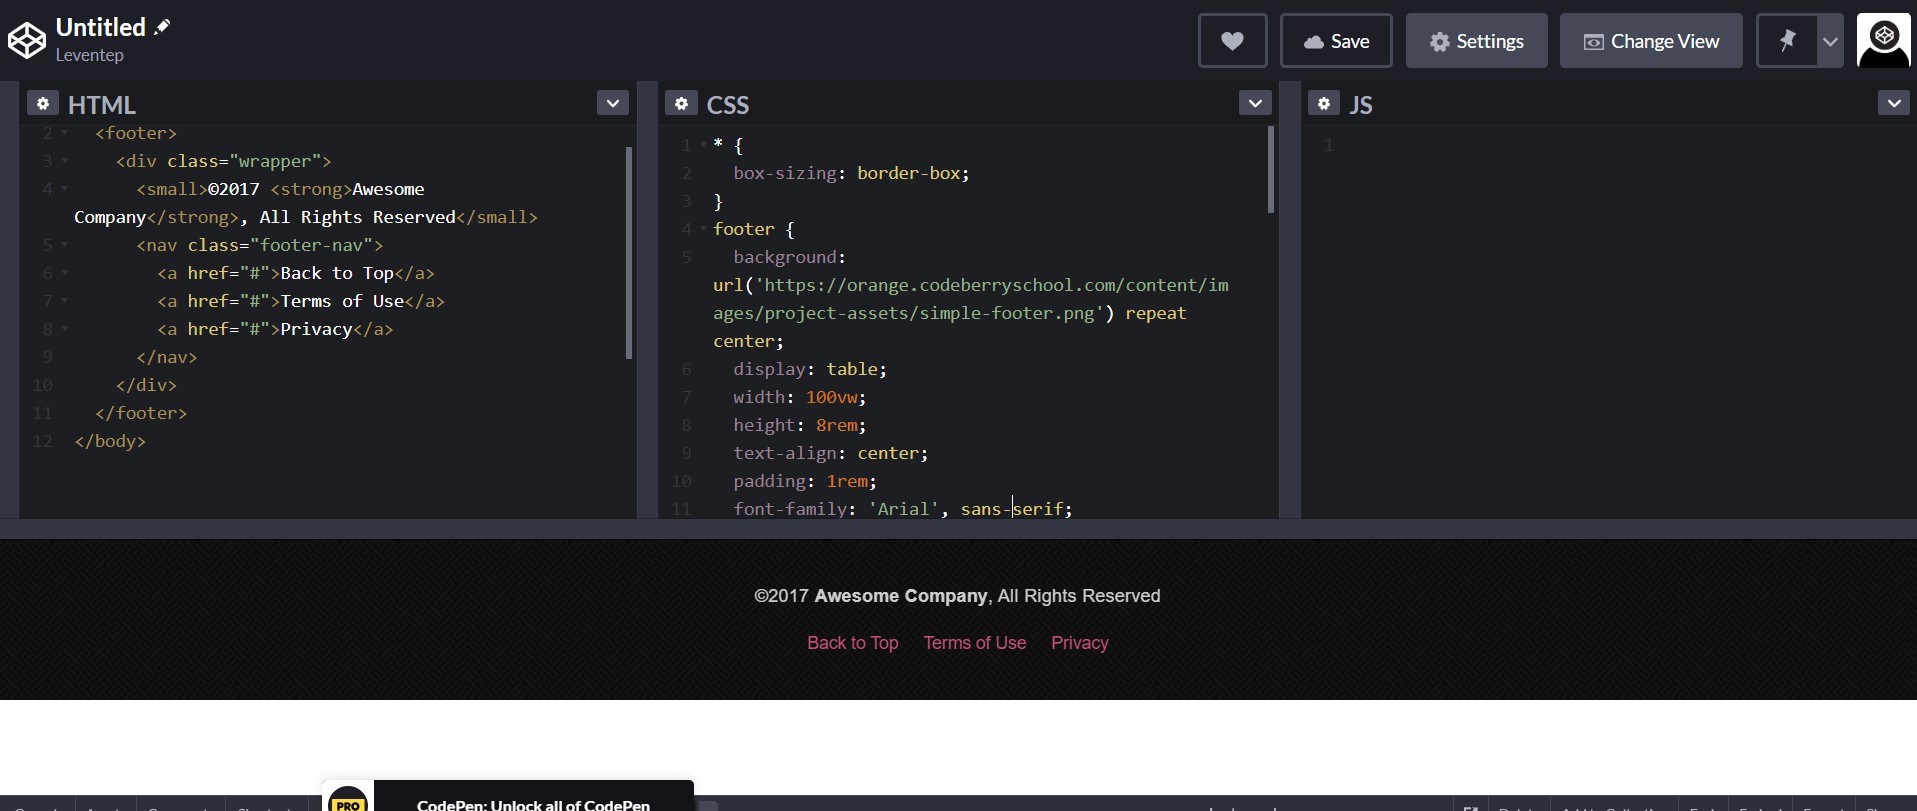 Untitled
Leventep
Save
Settings
Change View
HTML
2 <footer>
3 <div class="wrapper">
4 <small>©2017 <strong>Awesome
Company</strong>, All Rights Reserved</small>
5 <nav class="footer-nav">
6 <a href="#">Back to Top</a>
7 <a href="#">Terms of Use</a>
8 <a href="#">Privacy</a>
9 </nav>
10 </div>
11 </footer>
12 </body>
CSS
1 * {
2 box-sizing: border-box;
3 }
4 footer {
5 background:
url('https://orange.codeberryschool.com/content/im
ages/project-assets/simple-footer.png') repeat
center;
6 display: table;
7 width: 100vw;
8 height: 8rem;
9 text-align: center;
10 padding: 1rem;
11 font-family: 'Arial', sans-serif;
JS
1
©2017 Awesome Company, All Rights Reserved
Back to Top Terms of Use Privacy
PRO
CodePen: Unlock all of CodePen